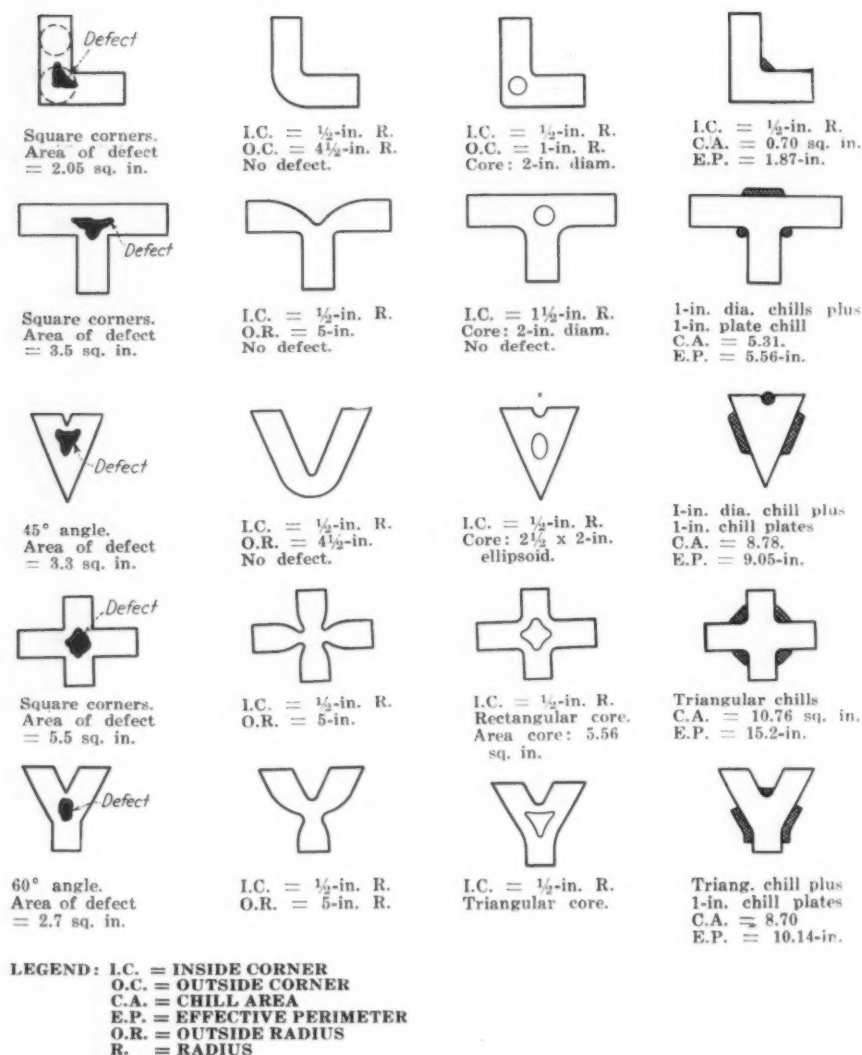 Defect
Square corners.
Area of defect
= 2.05 sq. in.
I.C. = ½-in. R.
O.C. = 4½-in. R.
No defect.
I.C. = ½-in. R.
O.C. = 1-in. R.
Core: 2-in. diam.
I.C. = ½-in. R.
C.A. = 0.70 sq. in.
E.P. = 1.87-in.
Defect
Square corners.
Area of defect
= 3.5 sq. in.
I.C. = ½-in. R.
O.R. = 5-in.
No defect.
I.C. = 1½-in. R.
Core: 2-in. diam.
No defect.
1-in. dia. chills plus
1-in. plate chill
C.A. = 5.31.
E.P. = 5.56-in.
Defect
45° angle.
Area of defect
= 3.3 sq. in.
I.C. = ½-in. R.
O.R. = 4½-in.
No defect.
I.C. = ½-in. R.
Core: 2½ x 2-in.
ellipsoid.
I-in. dia. chill plus
1-in. chill plates
C.A. = 8.78.
E.P. = 9.05-in.
Defect
Square corners.
Area of defect
= 5.5 sq. in.
I.C. = ½-in. R.
O.R. = 5-in.
I.C. = ½-in. R.
Rectangular core.
Area core: 5.56
sq. in.
Triangular chills
C.A. = 10.76 sq. in.
E.P. = 15.2-in.
Defect
60° angle.
Area of defect
= 2.7 sq. in.
I.C. = ½-in. R.
O.R. = 5-in R.
I.C. = ½-in. R.
Triangular core.
Triang. chill plus
1-in. chill plates
C.A. = 8.70
E.P. = 10.14-in.
LEGEND: I.C. = INSIDE CORNER
O.C. = OUTSIDE CORNER
C.A. = CHILL AREA
E.P. = EFFECTIVE PERIMETER
O.R. = OUTSIDE RADIUS
R. = RADIUS